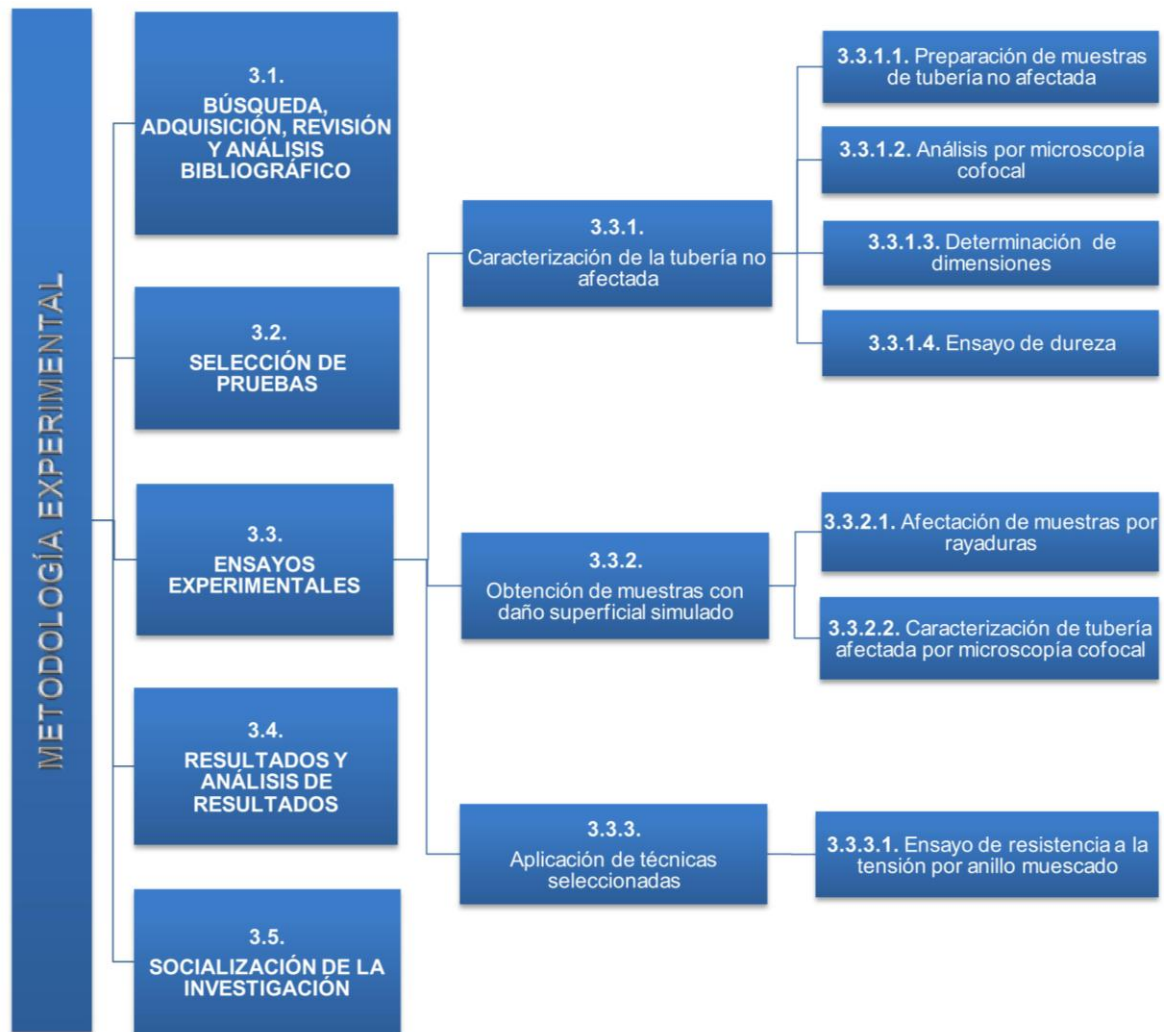 METODOLOGÍA EXPERIMENTAL
3.1.
BÚSQUEDA,
ADQUISICIÓN, REVISIÓN
Y ANÁLISIS
BIBLIOGRÁFICO
3.2.
SELECCIÓN DE
PRUEBAS
3.3.
ENSAYOS
EXPERIMENTALES
3.4.
RESULTADOS Y
ANÁLISIS DE
RESULTADOS
3.5.
SOCIALIZACIÓN DE LA
INVESTIGACIÓN
3.3.1.
Caracterización de la tubería no
afectada
3.3.2.
Obtención de muestras con
daño superficial simulado
3.3.3.
Aplicación de técnicas
seleccionadas
3.3.1.1. Preparación de muestras
de tubería no afectada
3.3.1.2. Análisis por microscopía
cofocal
3.3.1.3. Determinación de
dimensiones
3.3.1.4. Ensayo de dureza
3.3.2.1. Afectación de muestras por
rayaduras
3.3.2.2. Caracterización de tubería
afectada por microscopía cofocal
3.3.3.1. Ensayo de resistencia a la
tensión por anillo muescado